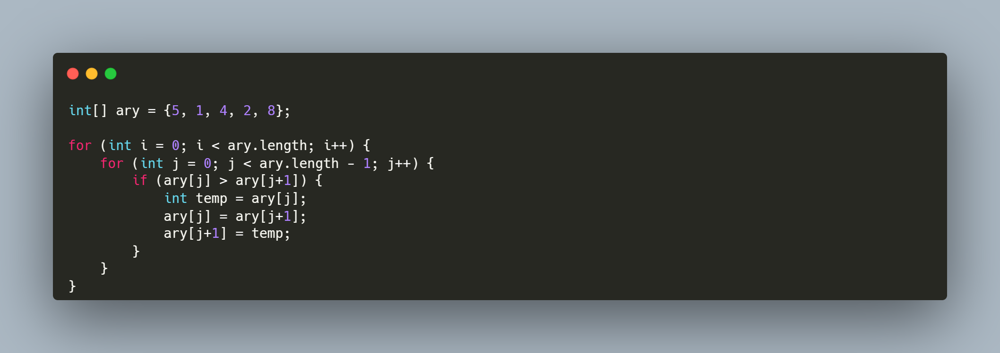 int[] ary = {5, 1, 4, 2, 8};

for (int i = 0; i < ary.length; i++) {
    for (int j = 0; j < ary.length - 1; j++) {
        if (ary[j] > ary[j+1]) {
            int temp = ary[j];
            ary[j] = ary[j+1];
            ary[j+1] = temp;
        }
    }
}